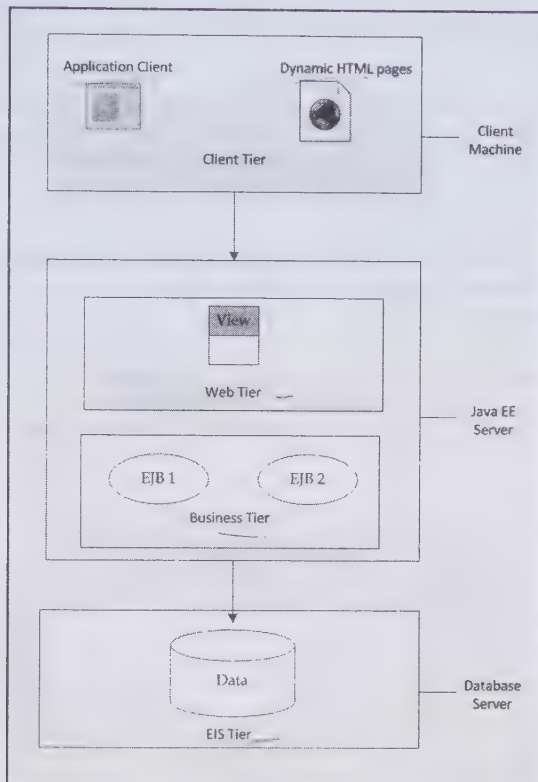 Application Client
Dynamic HTML pages
Client Tier
Client
Machine
View
Web Tier
Java EE
Server
EJB 1
EJB 2
Business Tier
Data
Database
Server
EIS Tier